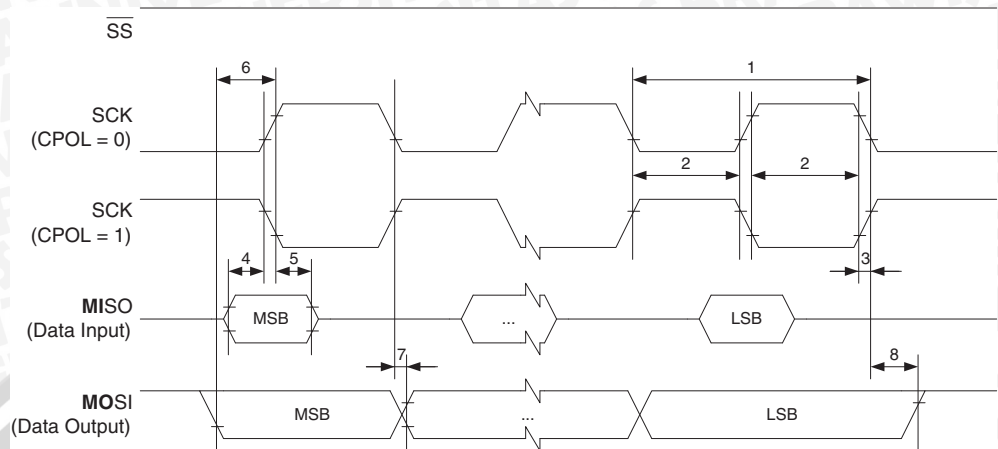 SS
6
1
SCK
(CPOL = 0)
2
2
SCK
(CPOL = 1)
4
5
3
MISO
(Data Input)
MSB
...
LSB
7
8
MOSI
(Data Output)
MSB
...
LSB